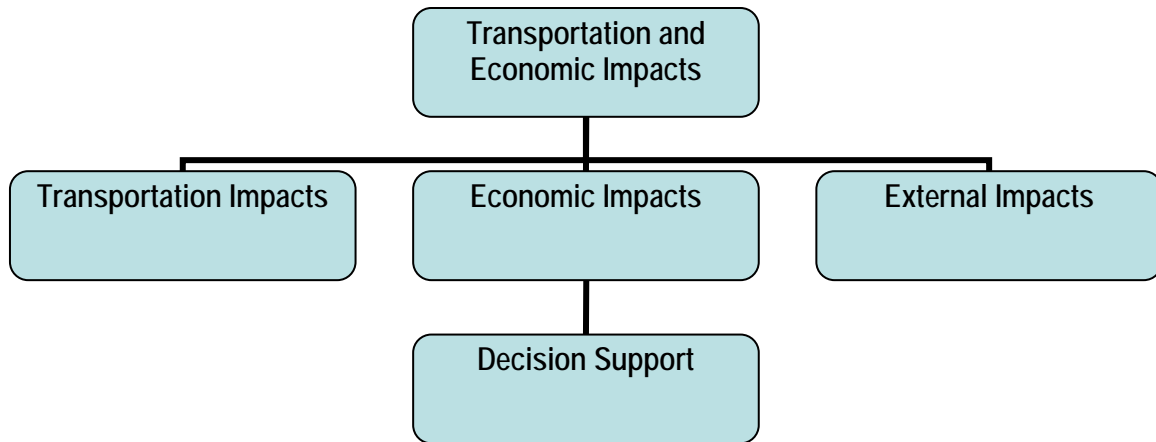 Transportation and
Economic Impacts
Transportation Impacts
Economic Impacts
External Impacts
Decision Support